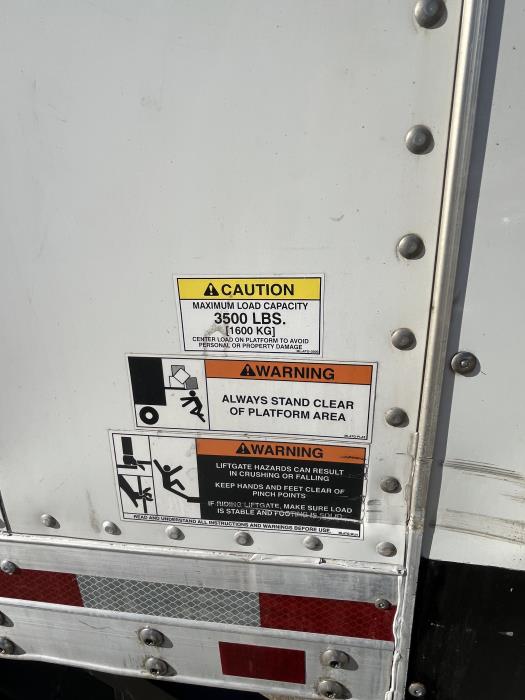 CAUTION
MAXIMUM LOAD CAPACITY
3500 LBS.
[1600 KG]
CENTER LOAD ON PLATFORM TO AVOID
PERSONAL OR PROPERTY DAMAGE
WARNING
ALWAYS STAND CLEAR
OF PLATFORM AREA
WARNING
LIFTGATE HAZARDS CAN RESULT
IN CRUSHING OR FALLING
KEEP HANDS AND FEET CLEAR OF
PINCH POINTS
IF RIDING LIFTGATE, MAKE SURE LOAD
IS STABLE AND FOOTING IS SOLID
READ AND UNDERSTAND ALL INSTRUCTIONS AND WARNINGS BEFORE USE.